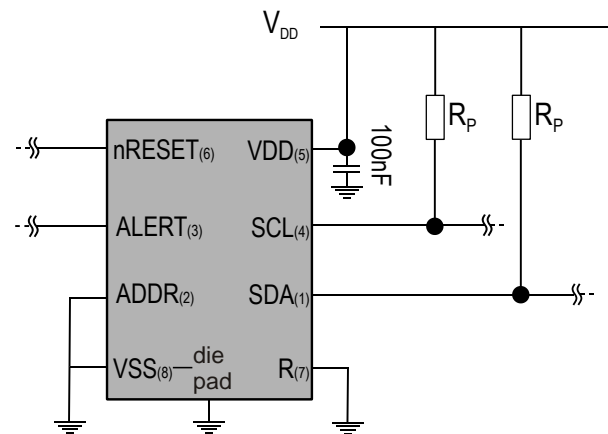 VDD
RP
RP
nRESET(6)
VDD(5)
100nF
ALERT(3)
SCL(4)
ADDR(2)
SDA(1)
VSS(8)
die
pad
R(7)